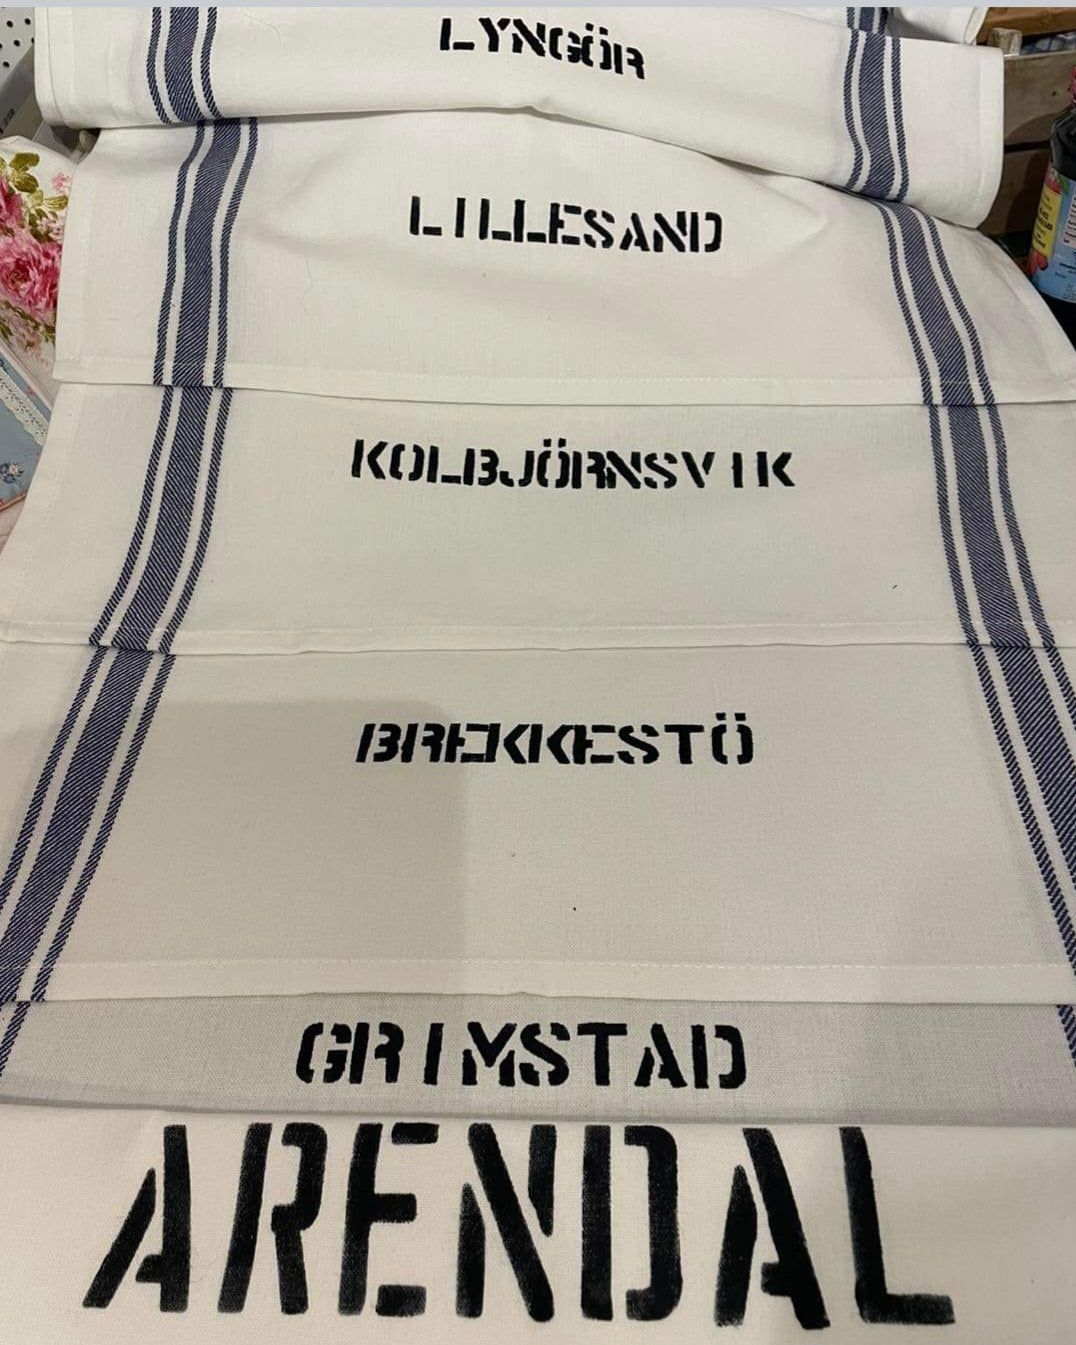 LYNGÖR
LILLESAND
KOLBJÖRNSVIK
BREKKESTÖ
GRIMSTAD
ARENDAL